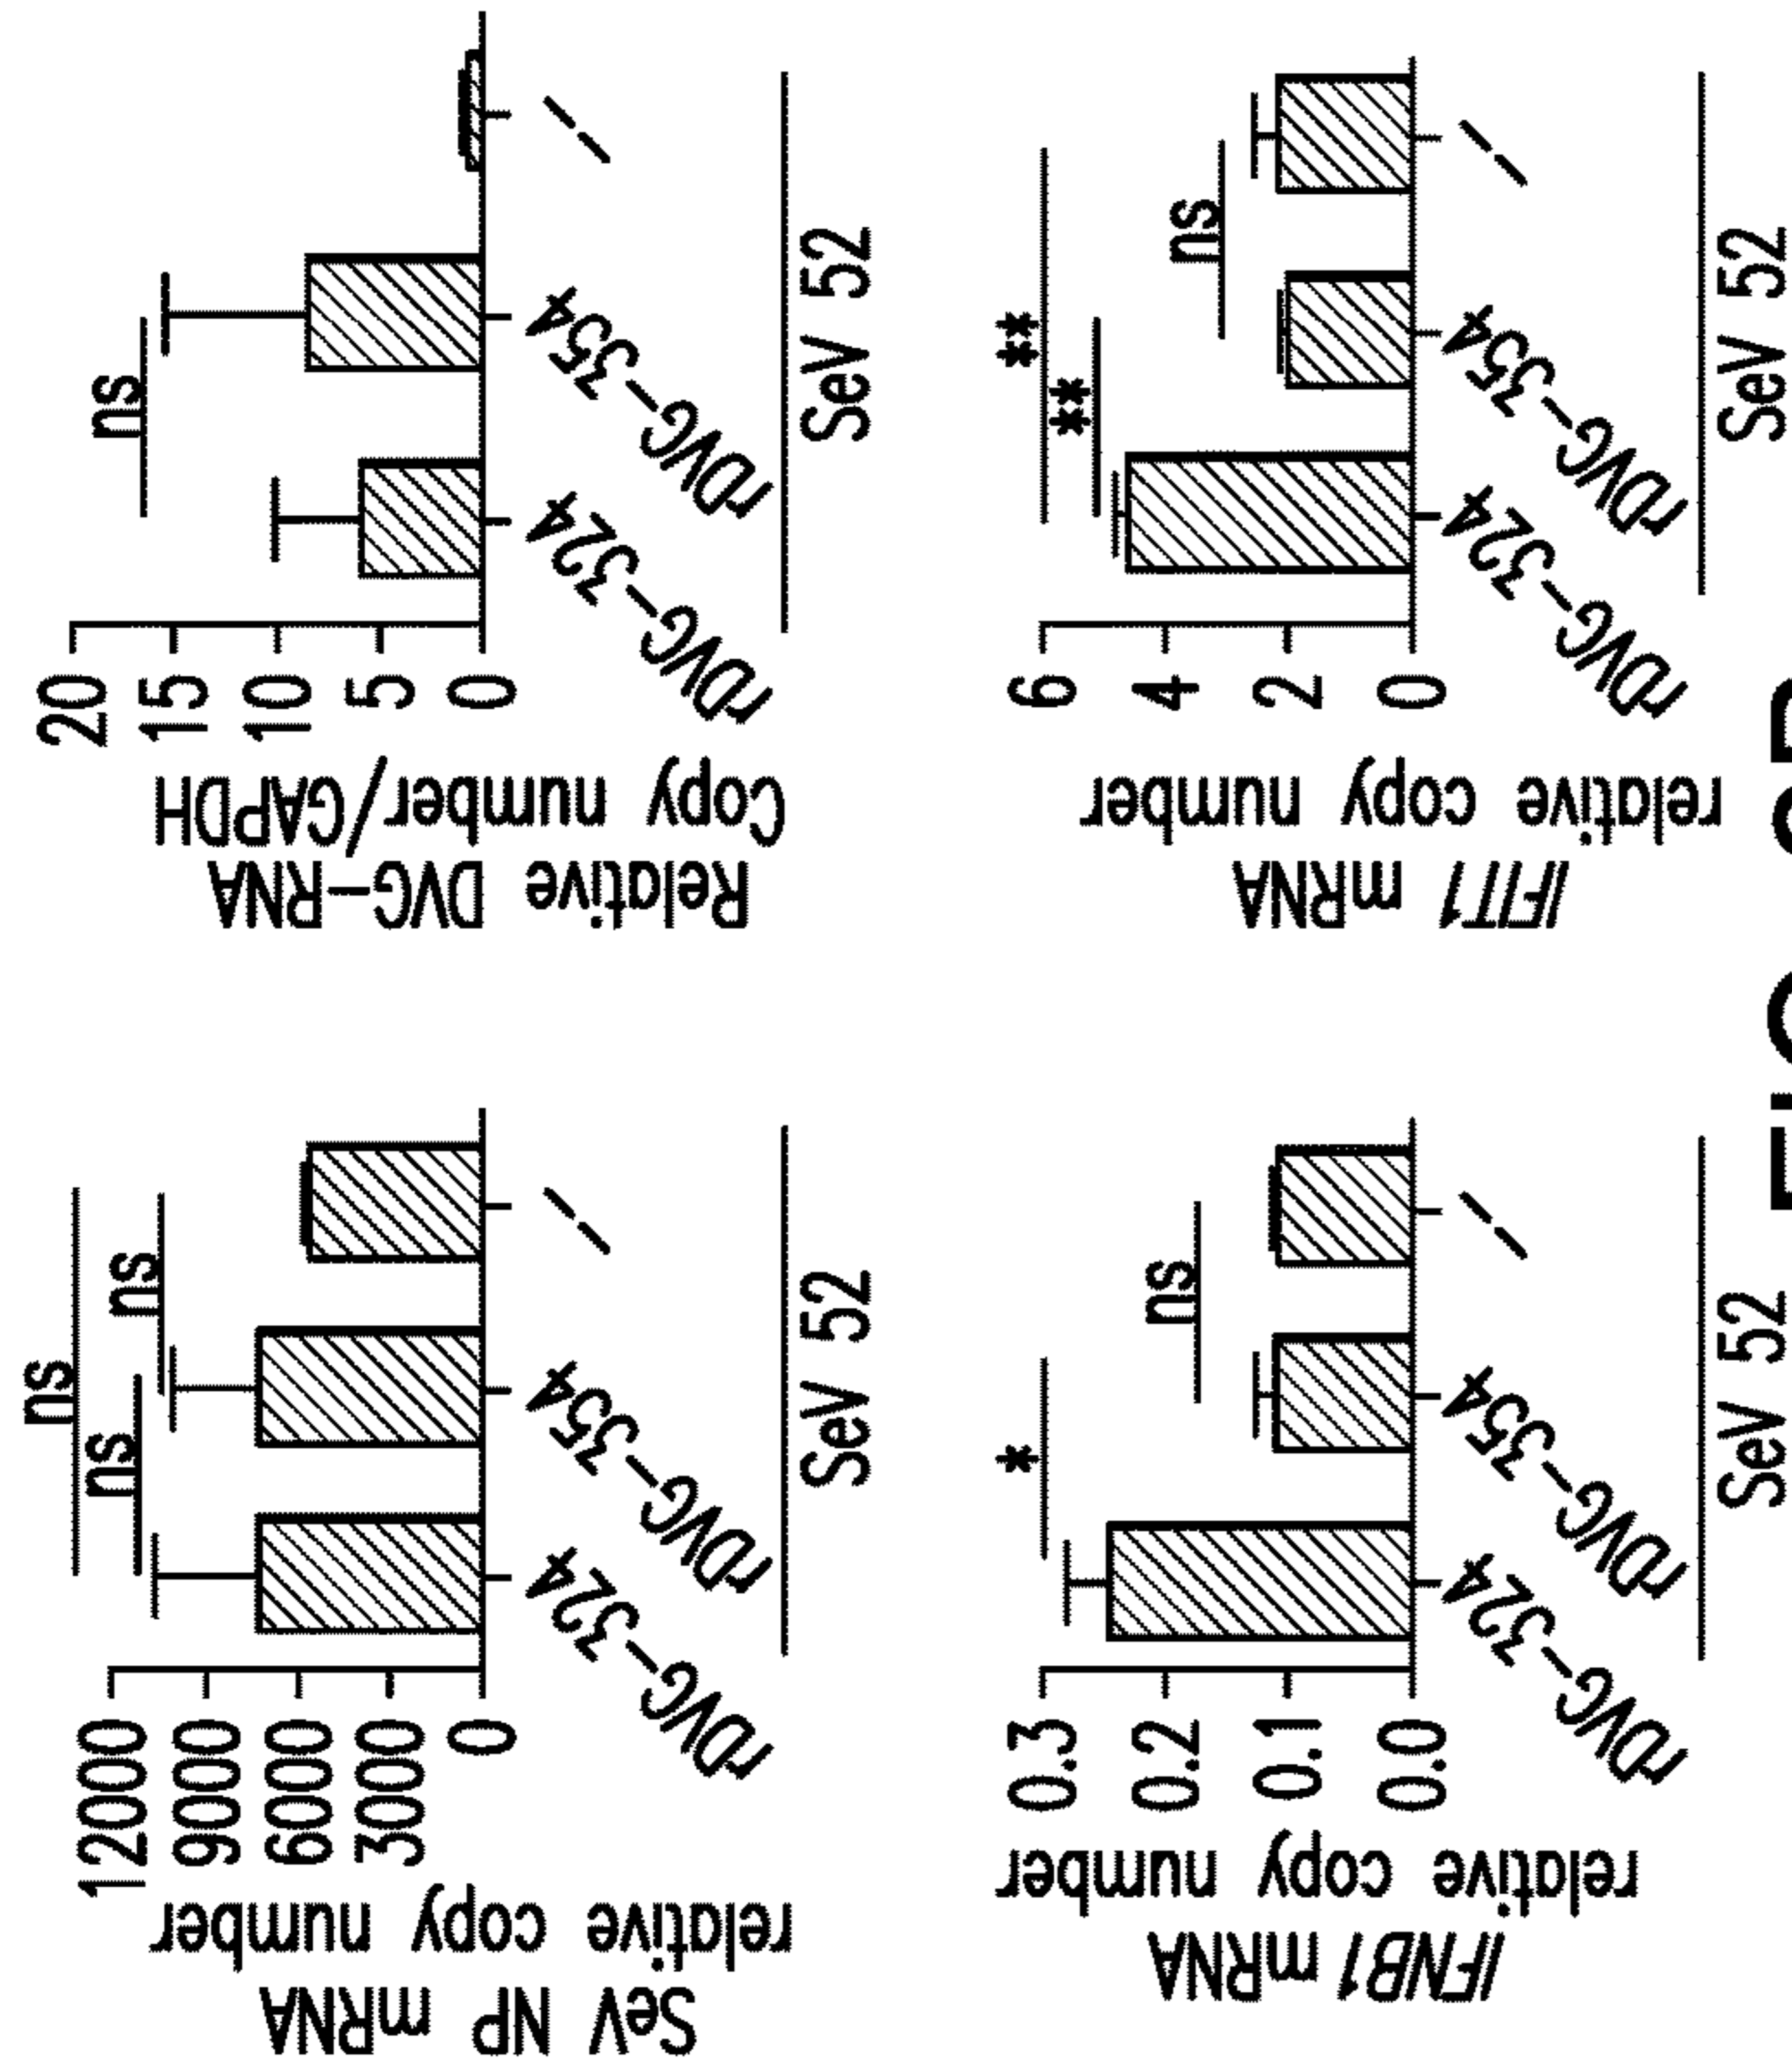 SeV NP mRNA
relative copy number
12000
9000
6000
3000
0
ns
ns
ns
rDVG-324
rDVG-354
--
SeV 52
Relative DVG-RNA
Copy number/GAPDH
20
15
10
5
0
ns
rDVG-324
rDVG-354
--
SeV 52
IFNB1 mRNA
relative copy number
0.3
0.2
0.1
0.0
*
ns
rDVG-324
rDVG-354
--
SeV 52
IFIT1 mRNA
relative copy number
6
4
2
0
**
**
ns
rDVG-324
rDVG-354
--
SeV 52